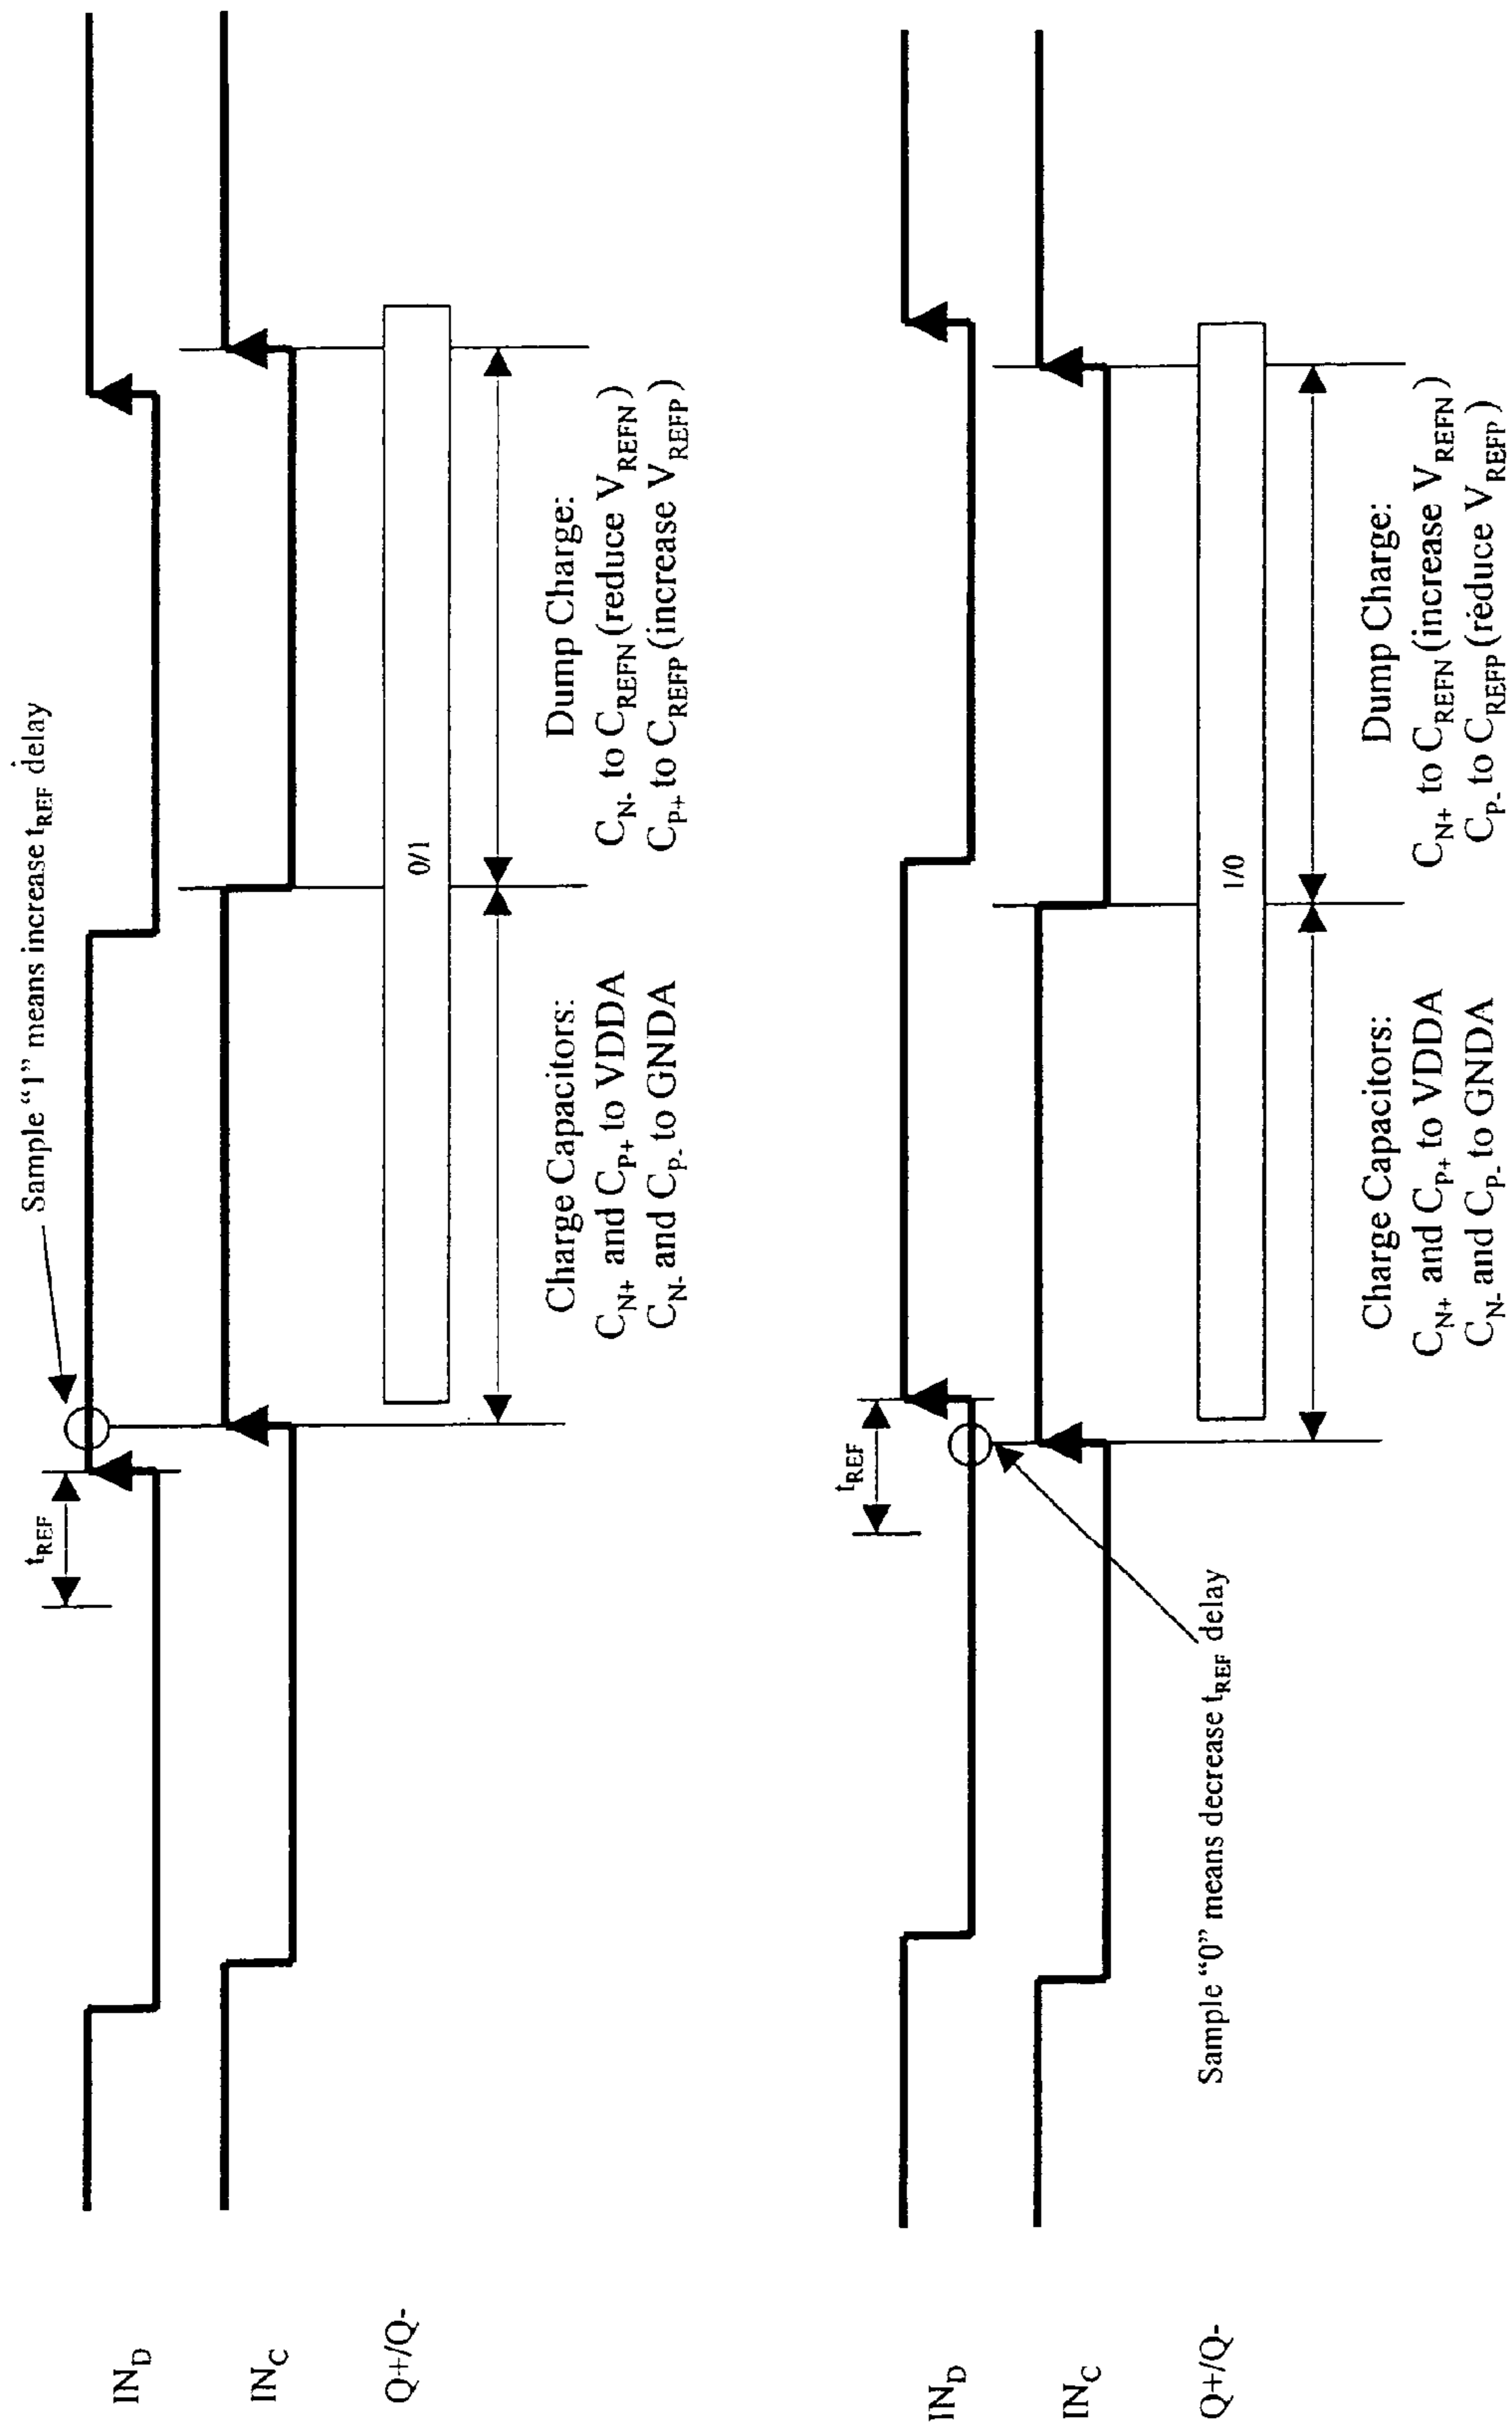 Sample “1” means increase tREF delay
tREF
IND
INC
Q+/Q-
0/1
Charge Capacitors:
CN+ and CP+ to VDDA
CN- and CP- to GNDA
Dump Charge:
CN- to CREFN (reduce VREFN)
CP+ to CREFP (increase VREFP)
tREF
IND
INC
Sample “0” means decrease tREF delay
Q+/Q-
1/0
Charge Capacitors:
CN+ and CP+ to VDDA
CN- and CP- to GNDA
Dump Charge:
CN+ to CREFN (increase VREFN)
CP- to CREFP (reduce VREFP)